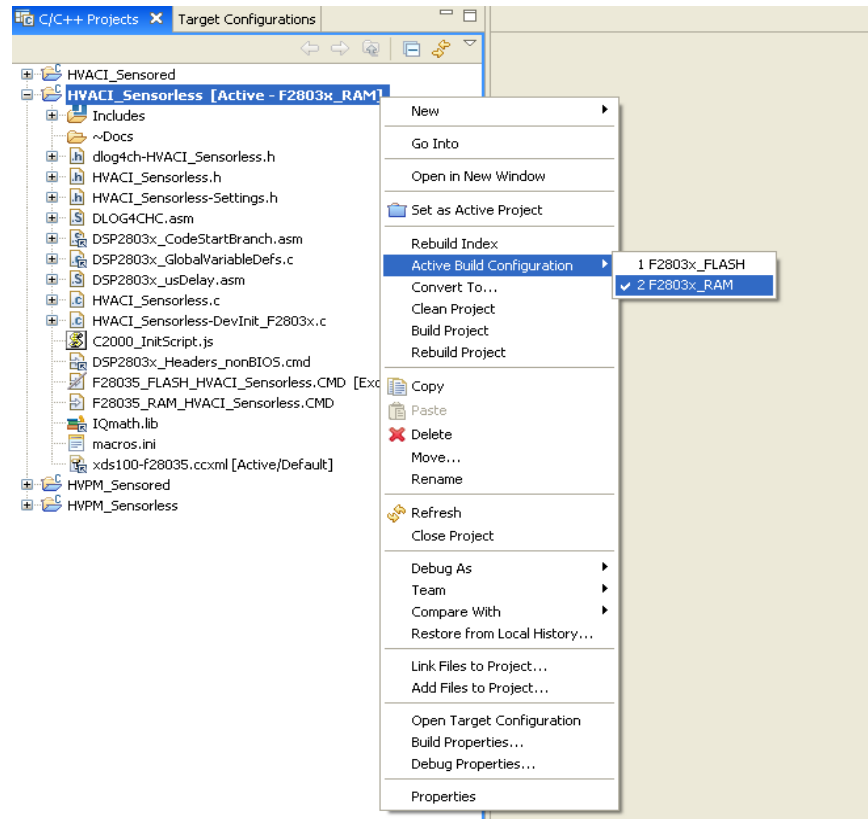 C/C++ Projects Target Configurations
HVACI_Sensored
HVACI_Sensorless [Active - F2803x_RAM]
Includes
~Docs
dlog4ch-HVACI_Sensorless.h
HVACI_Sensorless.h
HVACI_Sensorless-Settings.h
DLOG4CHC.asm
DSP2803x_CodeStartBranch.asm
DSP2803x_GlobalVariableDefs.c
DSP2803x_usDelay.asm
HVACI_Sensorless.c
HVACI_Sensorless-DevInit_F2803x.c
C2000_InitScript.js
DSP2803x_Headers_nonBIOS.cmd
F28035_FLASH_HVACI_Sensorless.CMD [Exc
F28035_RAM_HVACI_Sensorless.CMD
IQmath.lib
macros.ini
xds100-f28035.ccxml [Active/Default]
HVPM_Sensored
HVPM_Sensorless
New
Go Into
Open in New Window
Set as Active Project
Rebuild Index
Active Build Configuration
Convert To...
Clean Project
Build Project
Rebuild Project
Copy
Paste
Delete
Move...
Rename
Refresh
Close Project
Debug As
Team
Compare With
Restore from Local History...
Link Files to Project...
Add Files to Project...
Open Target Configuration
Build Properties...
Debug Properties...
Properties
1 F2803x_FLASH
2 F2803x_RAM